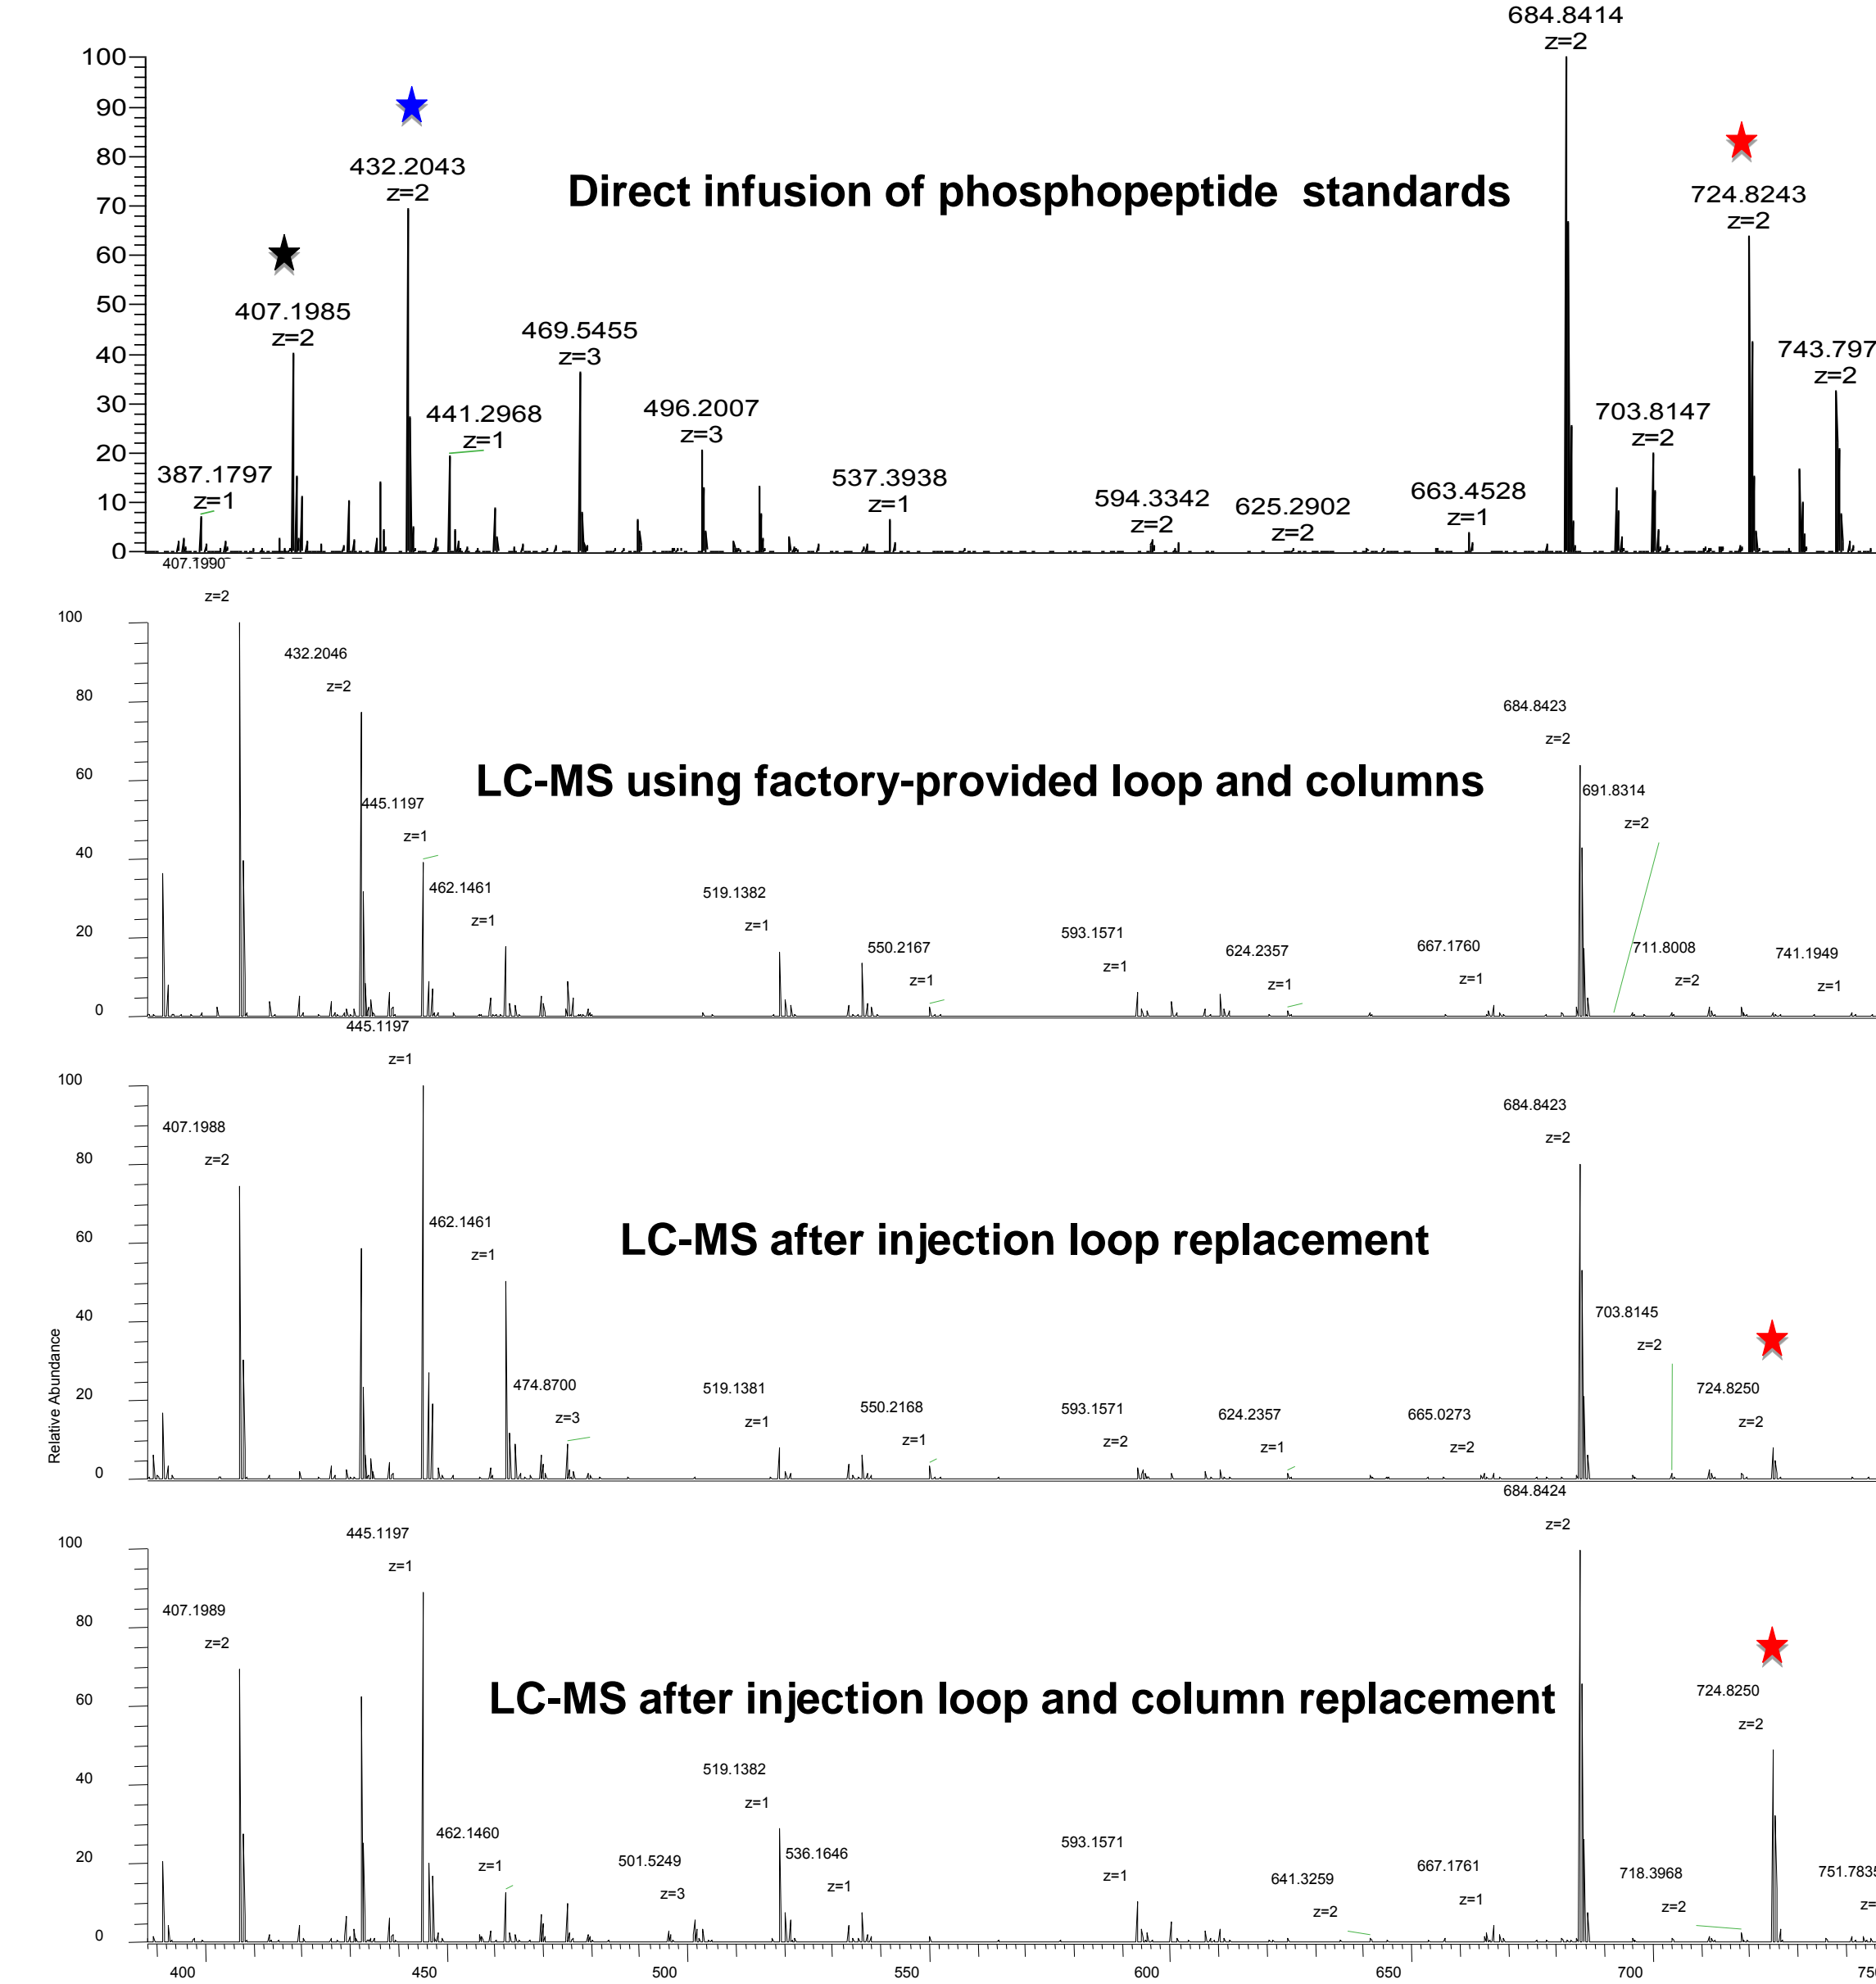 684.8414
z=2
100
90
80
70
60
50
40
30
20
10
0
432.2043
z=2
Direct infusion of phosphopeptide standards
724.8243
z=2
407.1985
z=2
469.5455
z=3
743.797
z=2
441.2968
z=1
496.2007
z=3
703.8147
z=2
387.1797
z=1
537.3938
z=1
594.3342
z=2
625.2902
z=2
663.4528
z=1
407.1990
z=2
100
80
60
40
20
0
432.2046
z=2
684.8423
z=2
LC-MS using factory-provided loop and columns
445.1197
z=1
691.8314
z=2
462.1461
z=1
519.1382
z=1
550.2167
z=1
593.1571
z=1
624.2357
z=1
667.1760
z=1
711.8008
z=2
741.1949
z=1
445.1197
z=1
100
80
60
40
20
0
Relative Abundance
407.1988
z=2
684.8423
z=2
462.1461
z=1
LC-MS after injection loop replacement
703.8145
z=2
474.8700
z=3
519.1381
z=1
550.2168
z=1
593.1571
z=2
624.2357
z=1
665.0273
z=2
724.8250
z=2
684.8424
z=2
100
80
60
40
20
0
445.1197
z=1
407.1989
z=2
LC-MS after injection loop and column replacement
724.8250
z=2
519.1382
z=1
462.1460
z=1
501.5249
z=3
536.1646
z=1
593.1571
z=1
641.3259
z=2
667.1761
z=1
718.3968
z=2
751.7835
z=
400 450 500 550 600 650 700 750